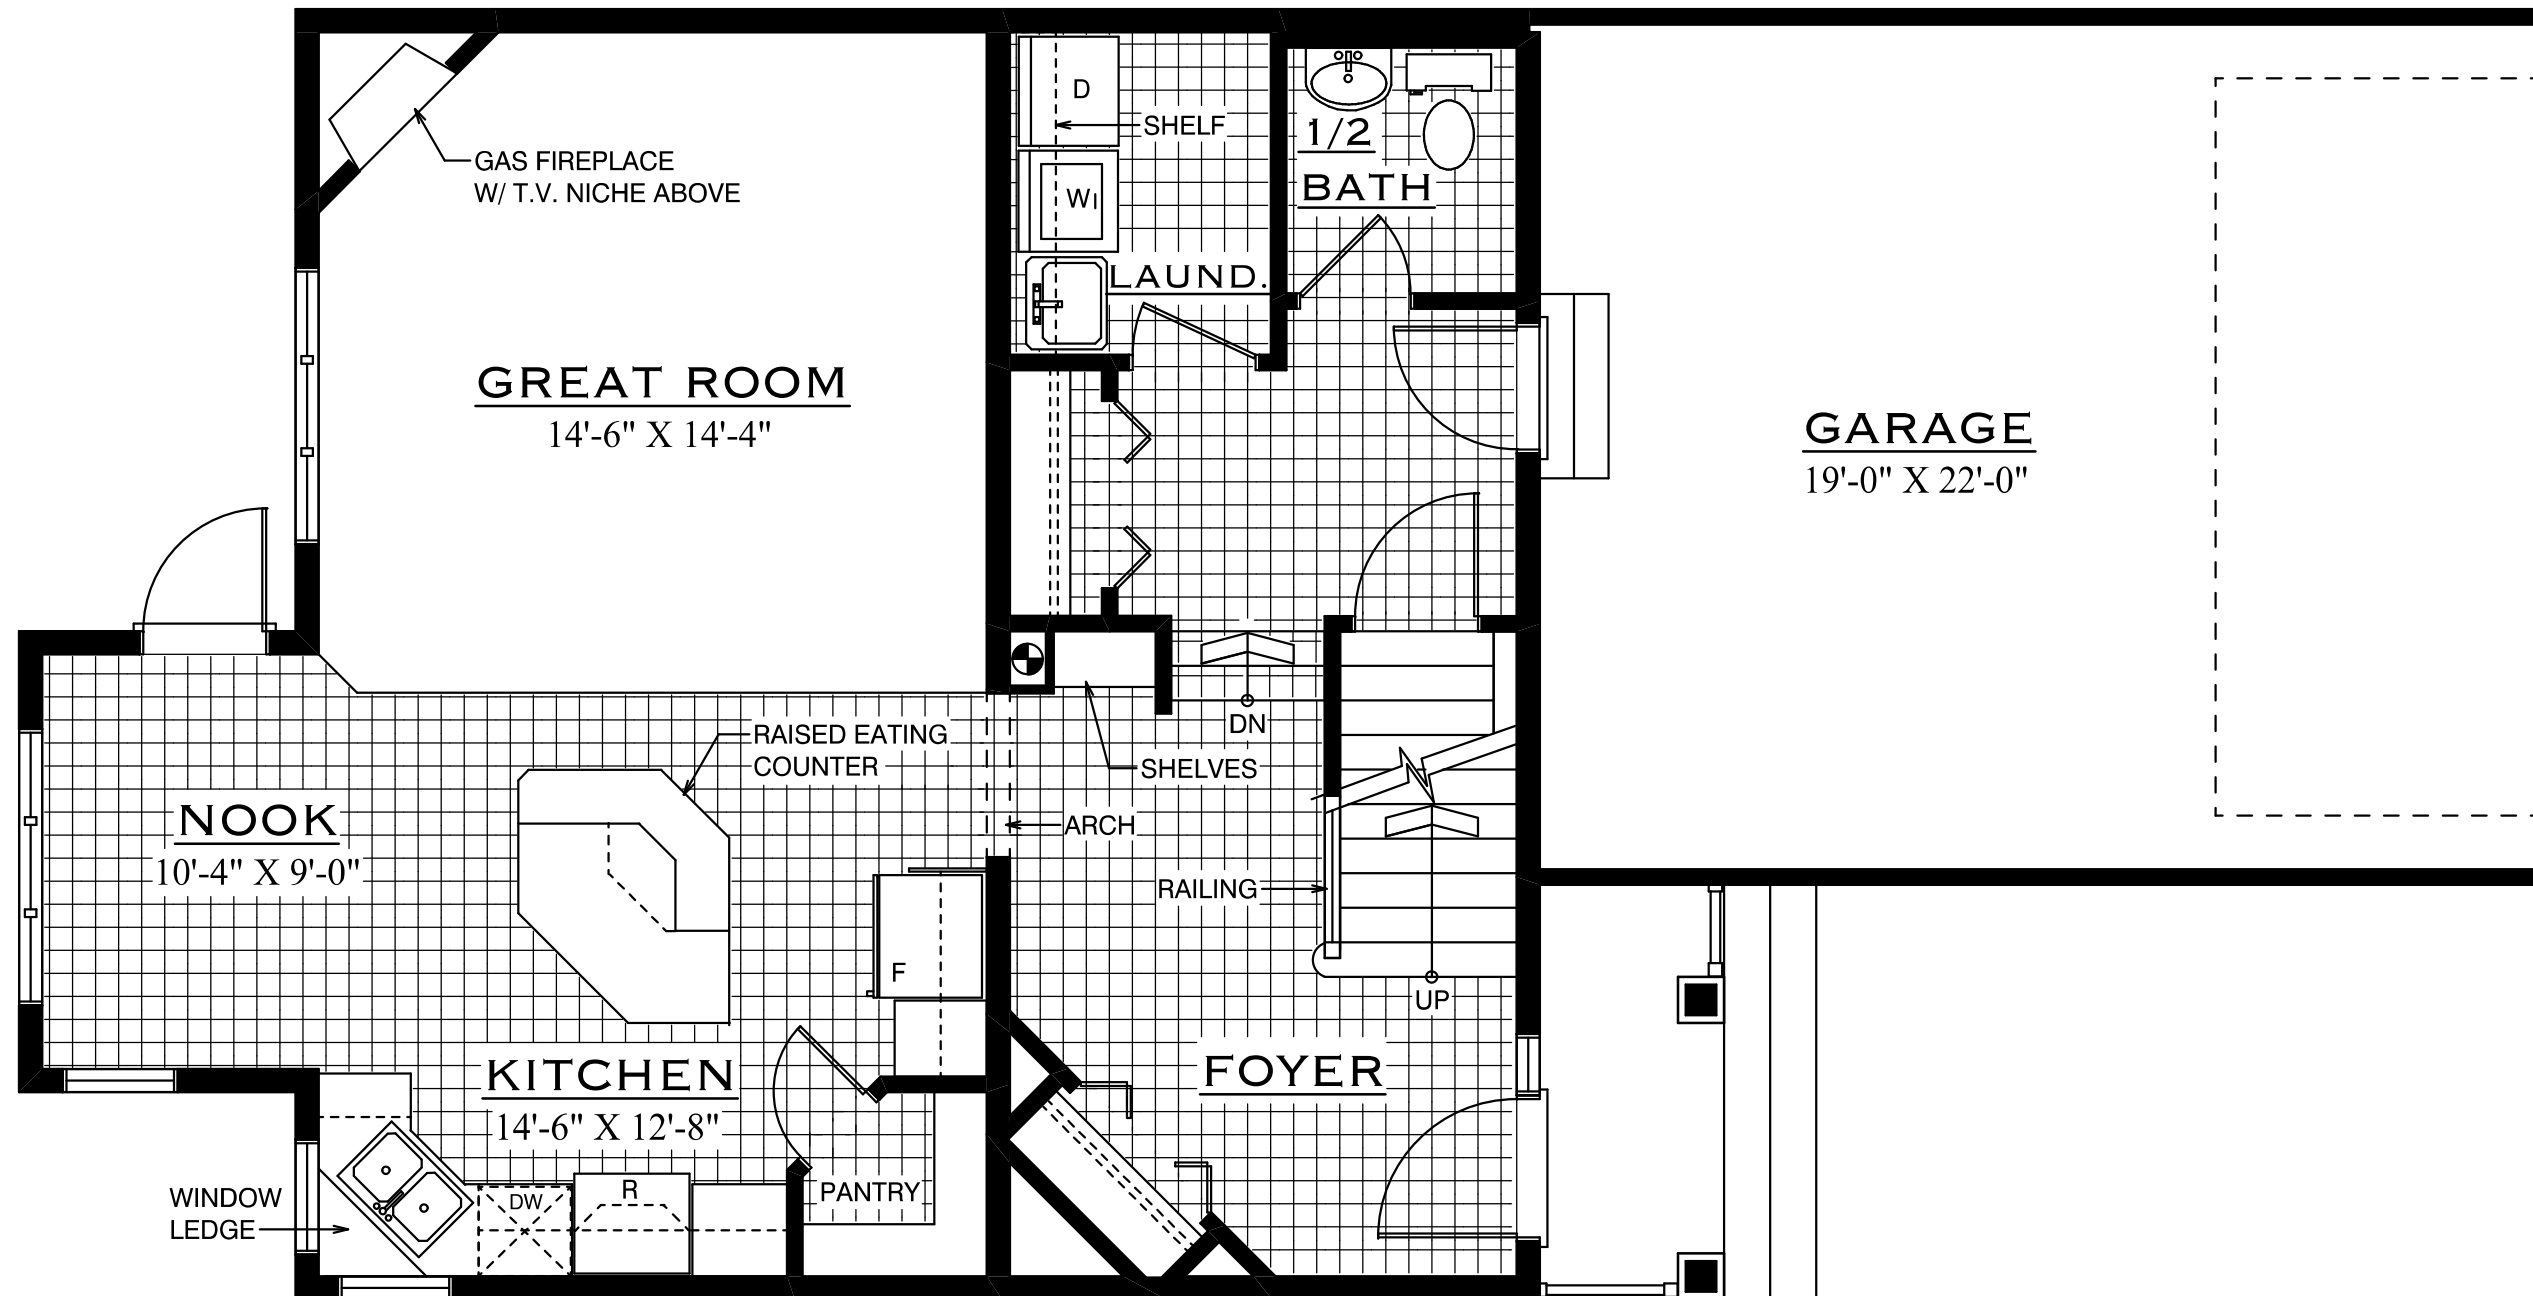 D
SHELF
1/2
BATH
GAS FIREPLACE
W/ T.V. NICHE ABOVE
W
LAUND.
GREAT ROOM
14'-6" X 14'-4"
GARAGE
19'-0" X 22'-0"
DN
RAISED EATING
COUNTER
SHELVES
NOOK
10'-4" X 9'-0"
ARCH
RAILING
F
UP
KITCHEN
14'-6" X 12'-8"
FOYER
WINDOW
LEDGE
DW
R
PANTRY